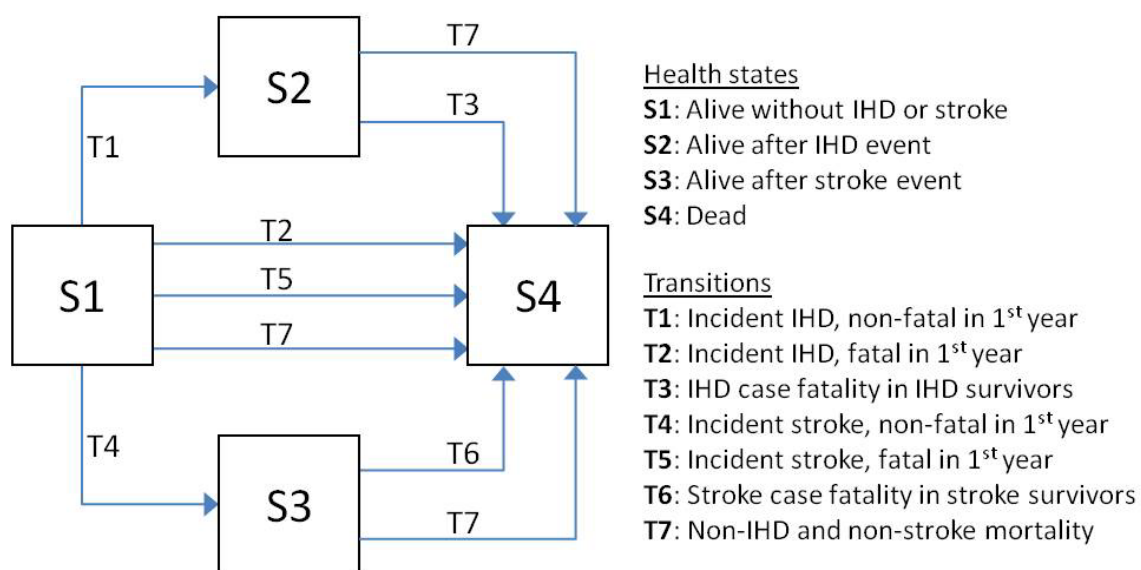 T7
S2
T3
T1
T2
S1
T5
S4
T7
T4
T6
S3
T7
Health states
S1: Alive without IHD or stroke
S2: Alive after IHD event
S3: Alive after stroke event
S4: Dead
Transitions
T1: Incident IHD, non-fatal in 1st year
T2: Incident IHD, fatal in 1st year
T3: IHD case fatality in IHD survivors
T4: Incident stroke, non-fatal in 1st year
T5: Incident stroke, fatal in 1st year
T6: Stroke case fatality in stroke survivors
T7: Non-IHD and non-stroke mortality